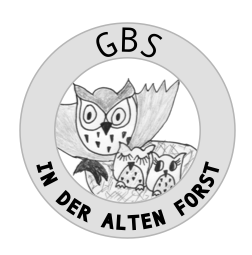 GBS
IN DER ALTEN FORST